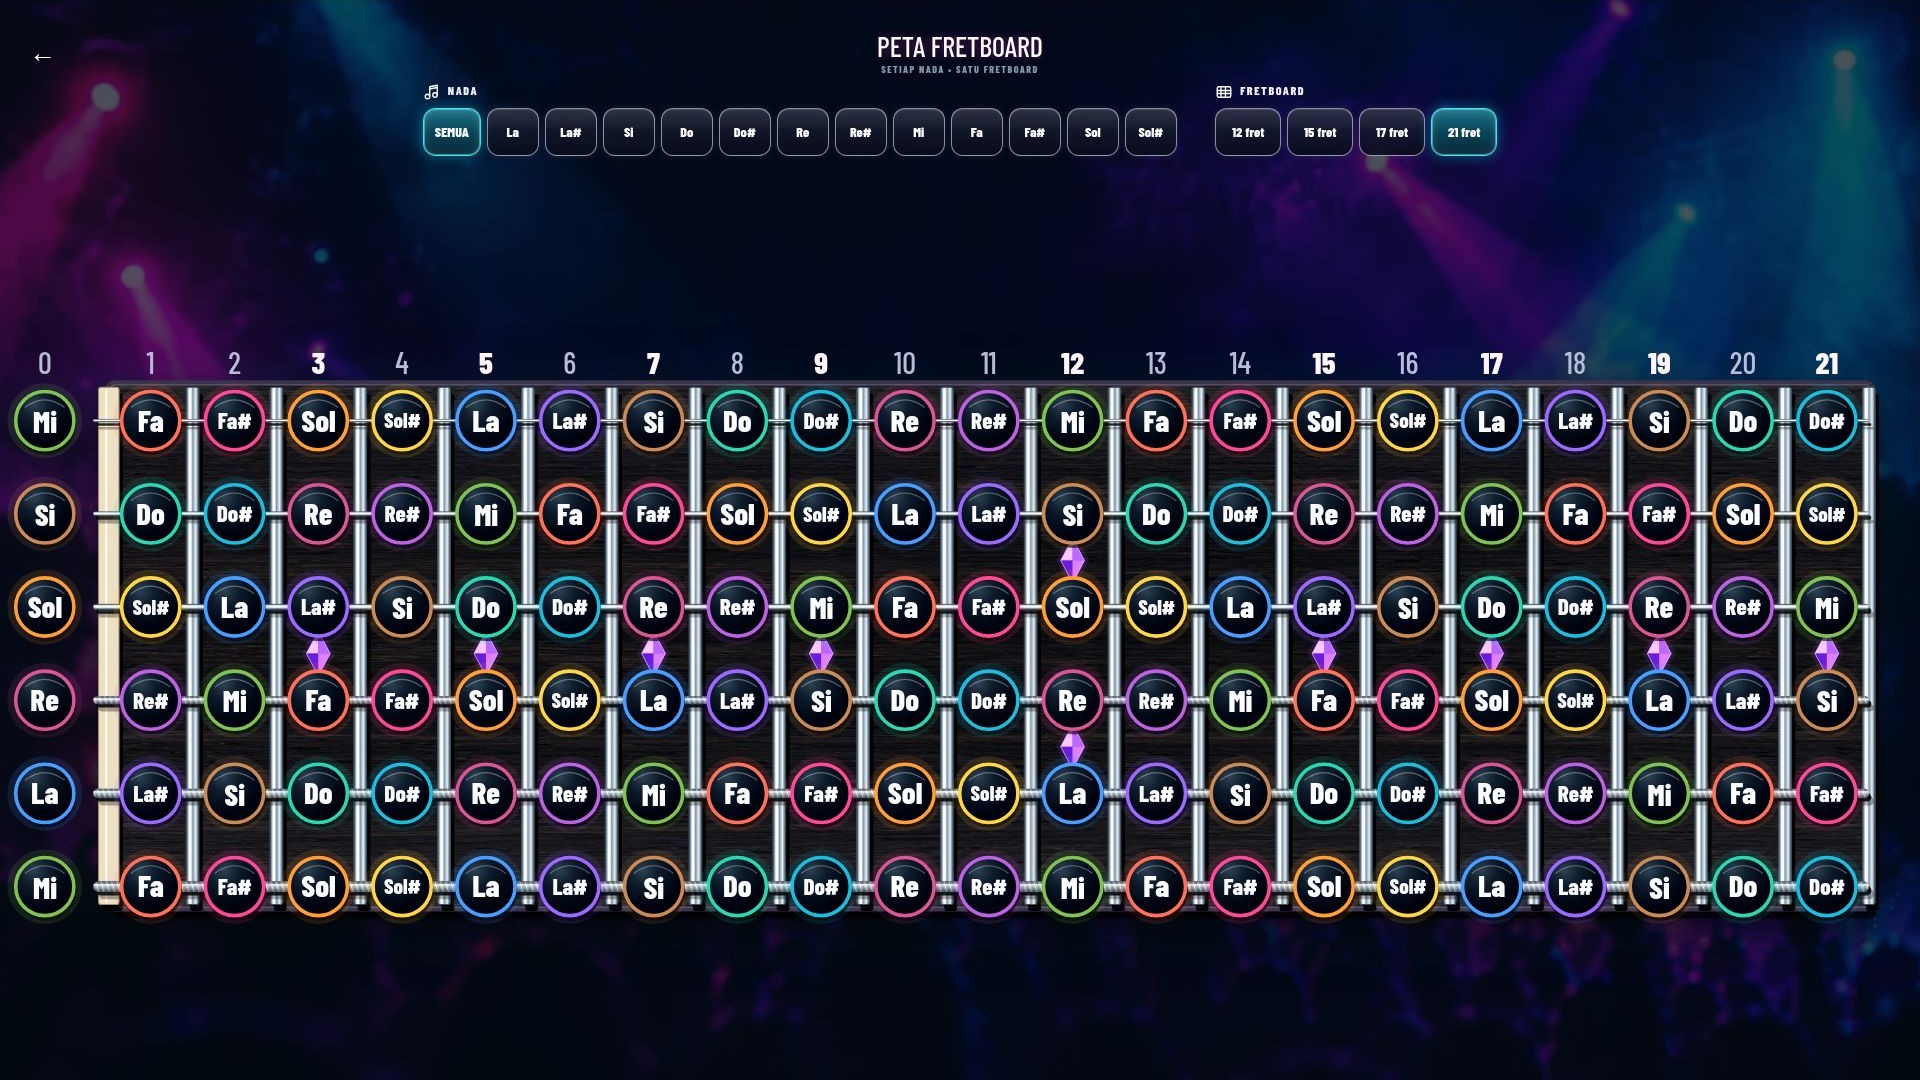 ←
PETA FRETBOARD
SETIAP NADA • SATU FRETBOARD
NADA
FRETBOARD
SEMUA La La# Si Do Do# Re Re# Mi Fa Fa# Sol Sol# 12 fret 15 fret 17 fret 21 fret
0 1 2 3 4 5 6 7 8 9 10 11 12 13 14 15 16 17 18 19 20 21
Mi Fa Fa# Sol Sol# La La# Si Do Do# Re Re# Mi Fa Fa# Sol Sol# La La# Si Do Do#
Si Do Do# Re Re# Mi Fa Fa# Sol Sol# La La# Si Do Do# Re Re# Mi Fa Fa# Sol Sol#
Sol Sol# La La# Si Do Do# Re Re# Mi Fa Fa# Sol Sol# La La# Si Do Do# Re Re# Mi
Re Re# Mi Fa Fa# Sol Sol# La La# Si Do Do# Re Re# Mi Fa Fa# Sol Sol# La La# Si
La La# Si Do Do# Re Re# Mi Fa Fa# Sol Sol# La La# Si Do Do# Re Re# Mi Fa Fa#
Mi Fa Fa# Sol Sol# La La# Si Do Do# Re Re# Mi Fa Fa# Sol Sol# La La# Si Do Do#